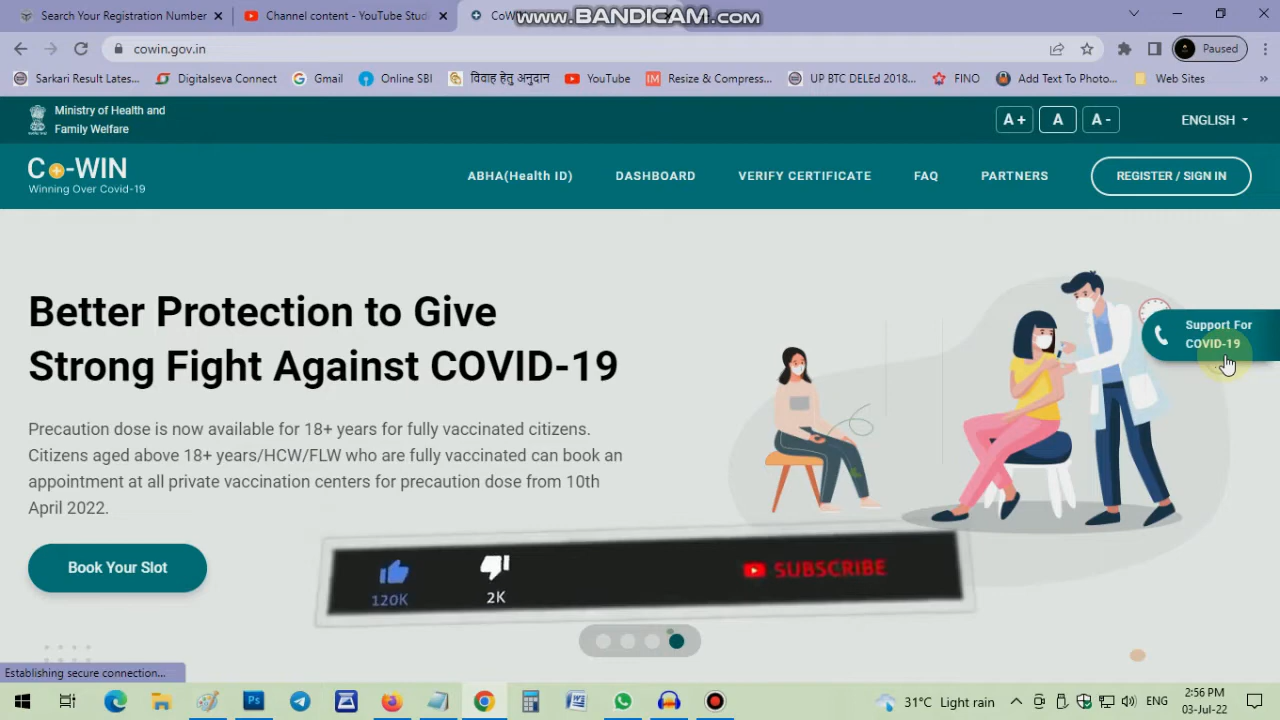 Search Your Registration Number
Channel content - YouTube Studi
CoW
www.BANDICAM.com
cowin.gov.in
Paused
Sarkari Result Lates...
Digitalseva Connect
Gmail
Online SBI
विवाह हेतु अनुदान
YouTube
Resize & Compress...
UP BTC DELEd 2018...
FINO
Add Text To Photo...
Web Sites
»
Ministry of Health and
Family Welfare
A +
A
A -
ENGLISH
Co-WIN
Winning Over Covid-19
ABHA(Health ID)
DASHBOARD
VERIFY CERTIFICATE
FAQ
PARTNERS
REGISTER / SIGN IN
Better Protection to Give
Strong Fight Against COVID-19
Support For
COVID-19
Precaution dose is now available for 18+ years for fully vaccinated citizens.
Citizens aged above 18+ years/HCW/FLW who are fully vaccinated can book an
appointment at all private vaccination centers for precaution dose from 10th
April 2022.
Book Your Slot
120K
2K
SUBSCRIBE
Establishing secure connection...
31°C Light rain
ENG
2:56 PM
03-Jul-22